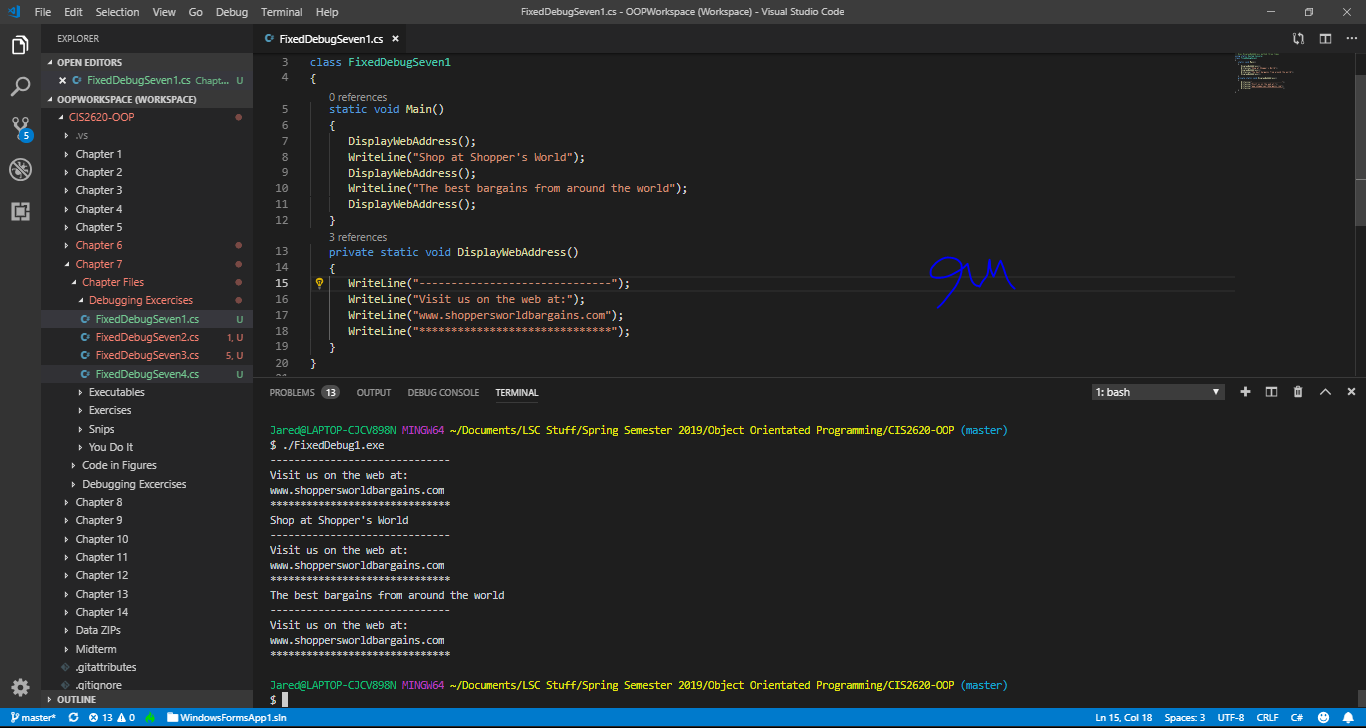 File Edit Selection View Go Debug Terminal Help
FixedDebugSeven1.cs - OOPWorkspace (Workspace) - Visual Studio Code
EXPLORER
OPEN EDITORS
FixedDebugSeven1.cs Chapt... U
OOPWORKSPACE (WORKSPACE)
CIS2620-OOP
.vs
Chapter 1
Chapter 2
Chapter 3
Chapter 4
Chapter 5
Chapter 6
Chapter 7
Chapter Files
Debugging Excercises
FixedDebugSeven1.cs U
FixedDebugSeven2.cs 1, U
FixedDebugSeven3.cs 5, U
FixedDebugSeven4.cs U
Executables
Exercises
Snips
You Do It
Code in Figures
Debugging Excercises
Chapter 8
Chapter 9
Chapter 10
Chapter 11
Chapter 12
Chapter 13
Chapter 14
Data ZIPs
Midterm
.gitattributes
.gitignore
OUTLINE
5
FixedDebugSeven1.cs
3 class FixedDebugSeven1
4 {
0 references
5 static void Main()
6 {
7 DisplayWebAddress();
8 WriteLine("Shop at Shopper's World");
9 DisplayWebAddress();
10 WriteLine("The best bargains from around the world");
11 DisplayWebAddress();
12 }
3 references
13 private static void DisplayWebAddress()
14 {
15 WriteLine("------------------------------");
16 WriteLine("Visit us on the web at:");
17 WriteLine("www.shoppersworldbargains.com");
18 WriteLine("******************************");
19 }
20 }
PROBLEMS 13 OUTPUT DEBUG CONSOLE TERMINAL
1: bash
Jared@LAPTOP-CJCV898N MINGW64 ~/Documents/LSC Stuff/Spring Semester 2019/Object Orientated Programming/CIS2620-OOP (master)
$ ./FixedDebug1.exe
------------------------------
Visit us on the web at:
www.shoppersworldbargains.com
******************************
Shop at Shopper's World
------------------------------
Visit us on the web at:
www.shoppersworldbargains.com
******************************
The best bargains from around the world
------------------------------
Visit us on the web at:
www.shoppersworldbargains.com
******************************
Jared@LAPTOP-CJCV898N MINGW64 ~/Documents/LSC Stuff/Spring Semester 2019/Object Orientated Programming/CIS2620-OOP (master)
$
master* 13 0 WindowsFormsApp1.sln
Ln 15, Col 18 Spaces: 3 UTF-8 CRLF C#